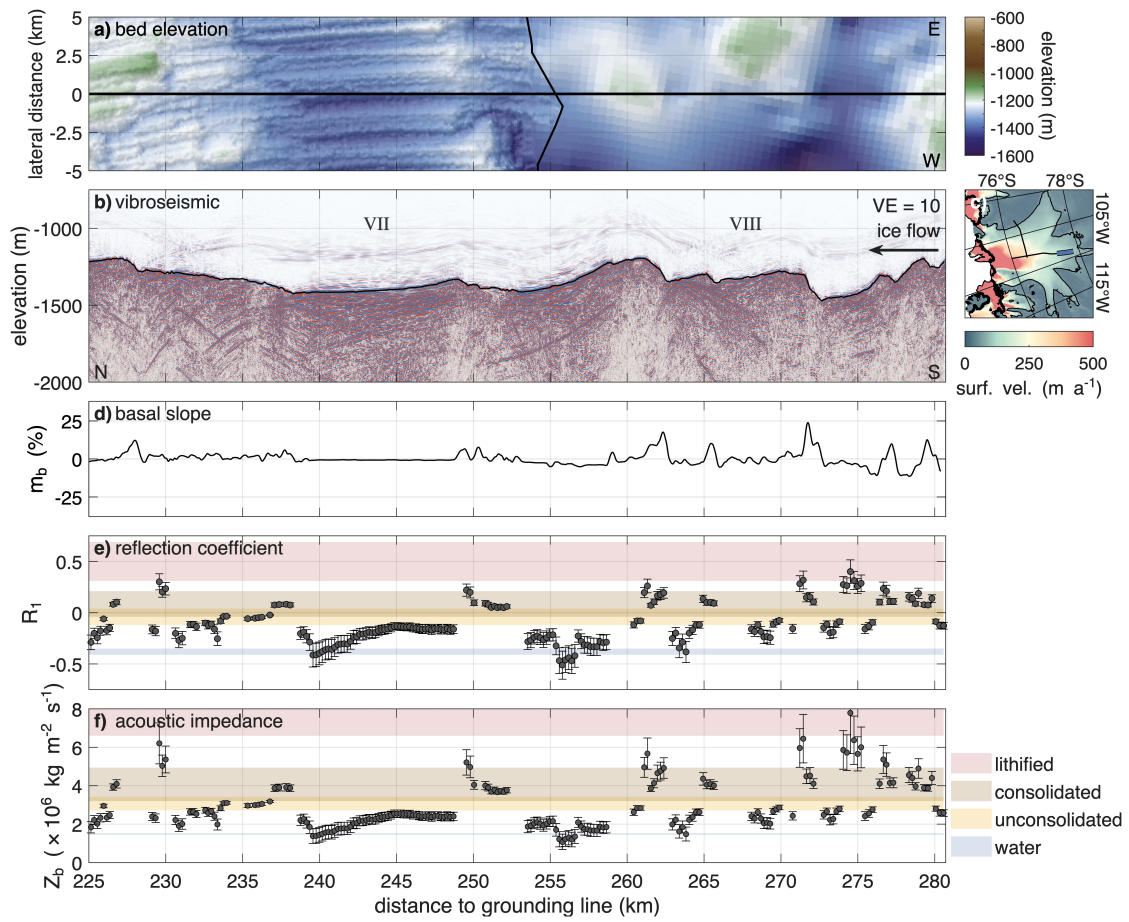 a) bed elevation
E
W
5
2.5
0
-2.5
-5
lateral distance (km)
-600
-800
-1000
-1200
-1400
-1600
elevation (m)
b) vibroseismic
VII
VIII
VE = 10
ice flow
N
S
-1000
-1500
-2000
elevation (m)
76°S 78°S
c)
105°W
115°W
0 250 500
surf. vel. (m a⁻¹)
d) basal slope
25
0
-25
m_b (%)
e) reflection coefficient
0.5
0
-0.5
R₁
f) acoustic impedance
8
6
4
2
0
Z_b (×10⁶ kg m⁻² s⁻¹)
lithified
consolidated
unconsolidated
water
225 230 235 240 245 250 255 260 265 270 275 280
distance to grounding line (km)